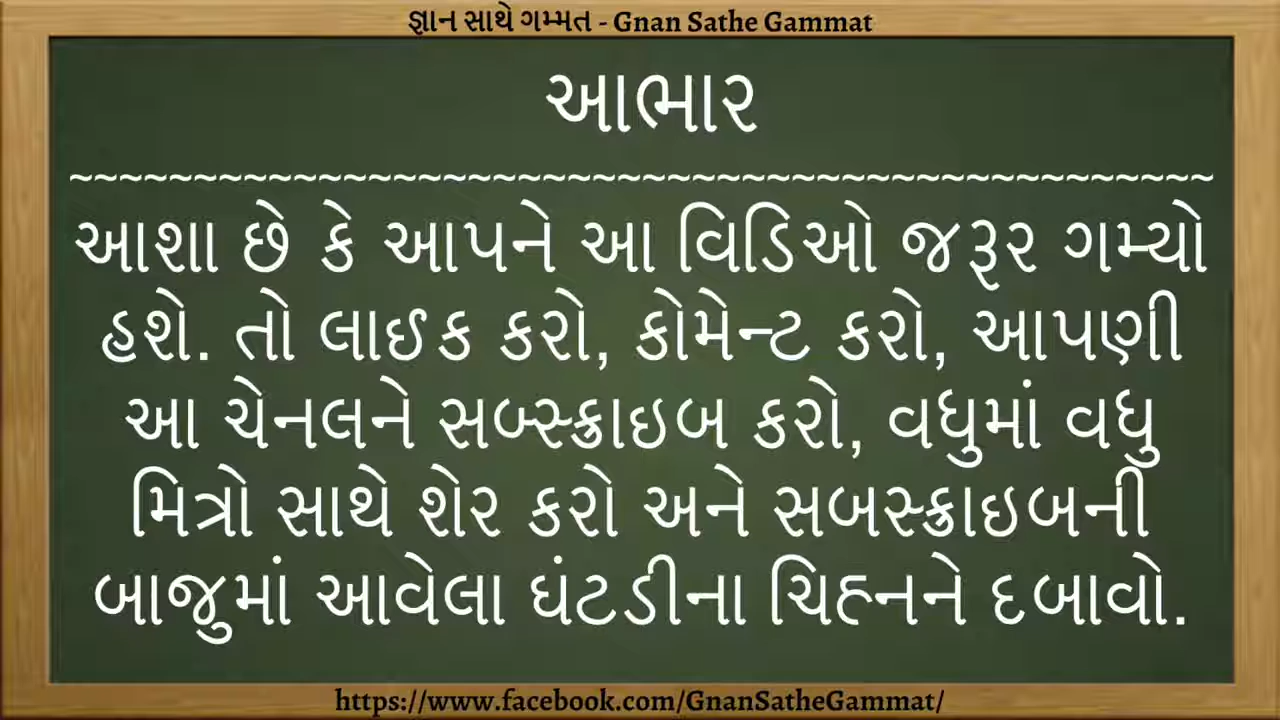 જ્ઞાન સાથે ગમ્મત - Gnan Sathe Gammat
આભાર
~~~~~~~~~~~~~~~~~~~~~~~~~~~~~~~~~~~~~~~~~~~~~~
આશા છે કે આપને આ વિડિઓ જરૂર ગમ્યો
હશે. તો લાઈક કરો, કોમેન્ટ કરો, આપણી
આ ચેનલને સબ્સ્ક્રાઇબ કરો, વધુમાં વધુ
મિત્રો સાથે શેર કરો અને સબસ્ક્રાઇબની
બાજુમાં આવેલા ઘંટડીના ચિહ્નને દબાવો.
https://www.facebook.com/GnanSatheGammat/